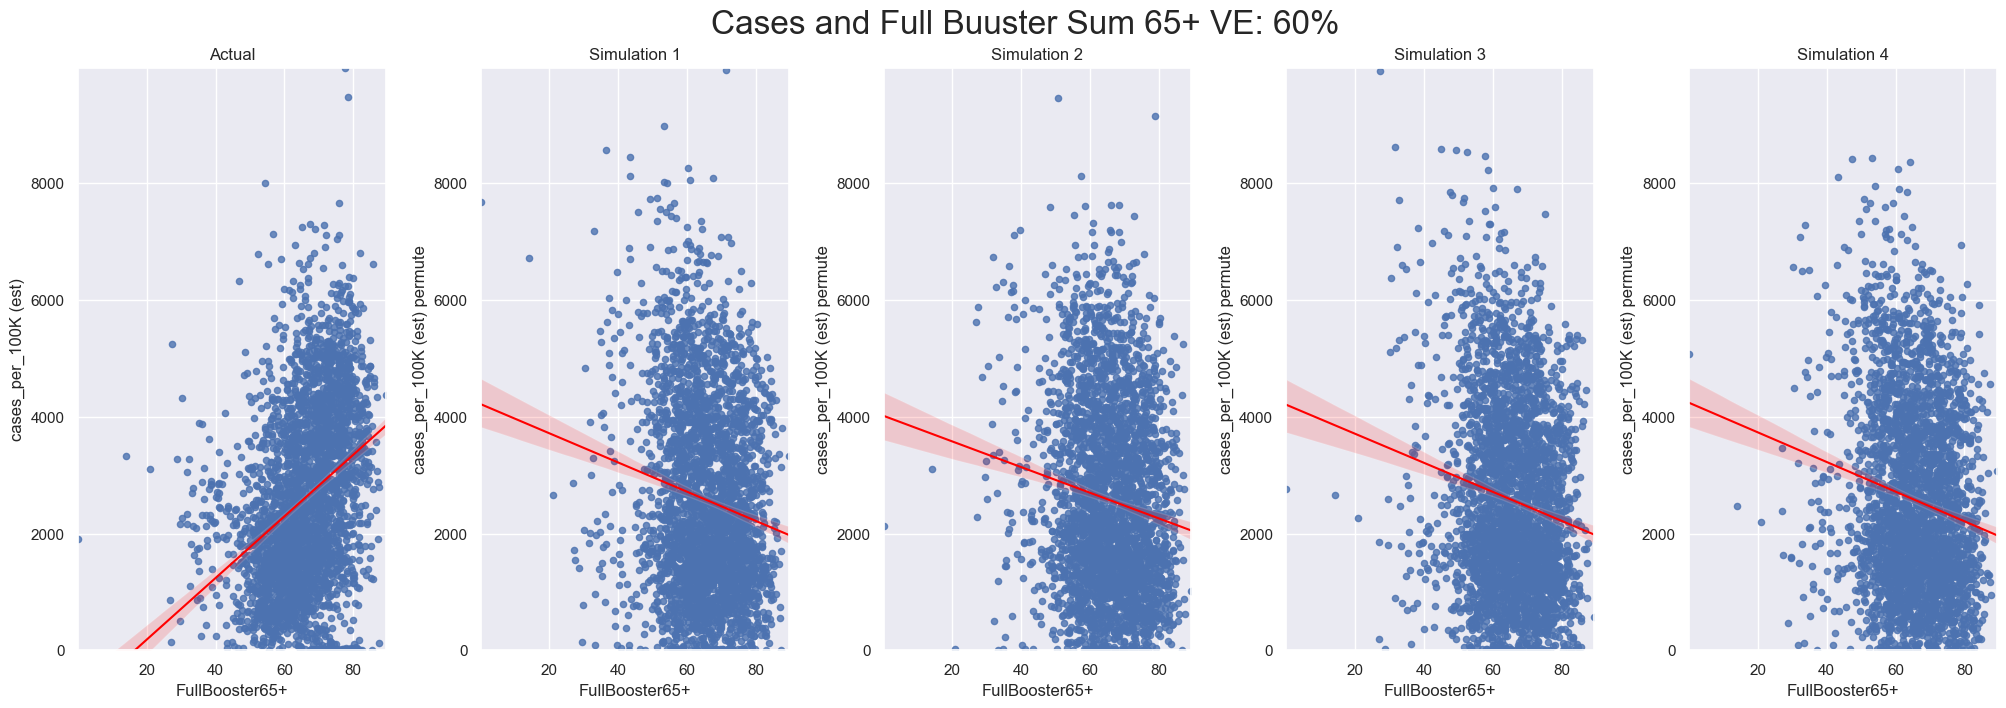 Cases and Full Buuster Sum 65+ VE: 60%
Actual
Simulation 1
Simulation 2
Simulation 3
Simulation 4
cases_per_100K (est)
8000
6000
4000
2000
0
20 40 60 80
FullBooster65+
cases_per_100K (est) permute
8000
6000
4000
2000
0
20 40 60 80
FullBooster65+
cases_per_100K (est) permute
8000
6000
4000
2000
0
20 40 60 80
FullBooster65+
cases_per_100K (est) permute
8000
6000
4000
2000
0
20 40 60 80
FullBooster65+
cases_per_100K (est) permute
8000
6000
4000
2000
0
20 40 60 80
FullBooster65+